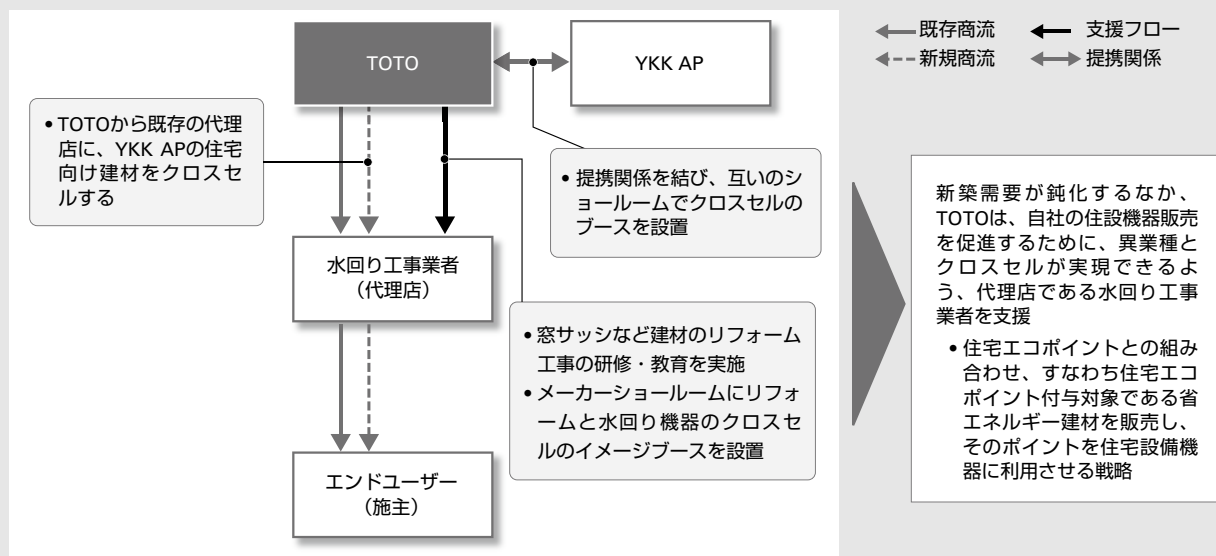 TOTO
YKK AP
既存商流
支援フロー
新規商流
提携関係
• TOTOから既存の代理
店に、YKK APの住宅
向け建材をクロスセ
ルする
• 提携関係を結び、互いのシ
ョールームでクロスセルの
ブースを設置
水回り工事業者
（代理店）
• 窓サッシなど建材のリフォーム
工事の研修・教育を実施
• メーカーショールームにリフォ
ームと水回り機器のクロスセ
ルのイメージブースを設置
エンドユーザー
（施主）
新築需要が鈍化するなか、
TOTOは、自社の住設機器販売
を促進するために、異業種と
クロスセルが実現できるよ
う、代理店である水回り工事
業者を支援
• 住宅エコポイントとの組み
合わせ、すなわち住宅エコ
ポイント付与対象である省
エネルギー建材を販売し、
そのポイントを住宅設備機
器に利用させる戦略